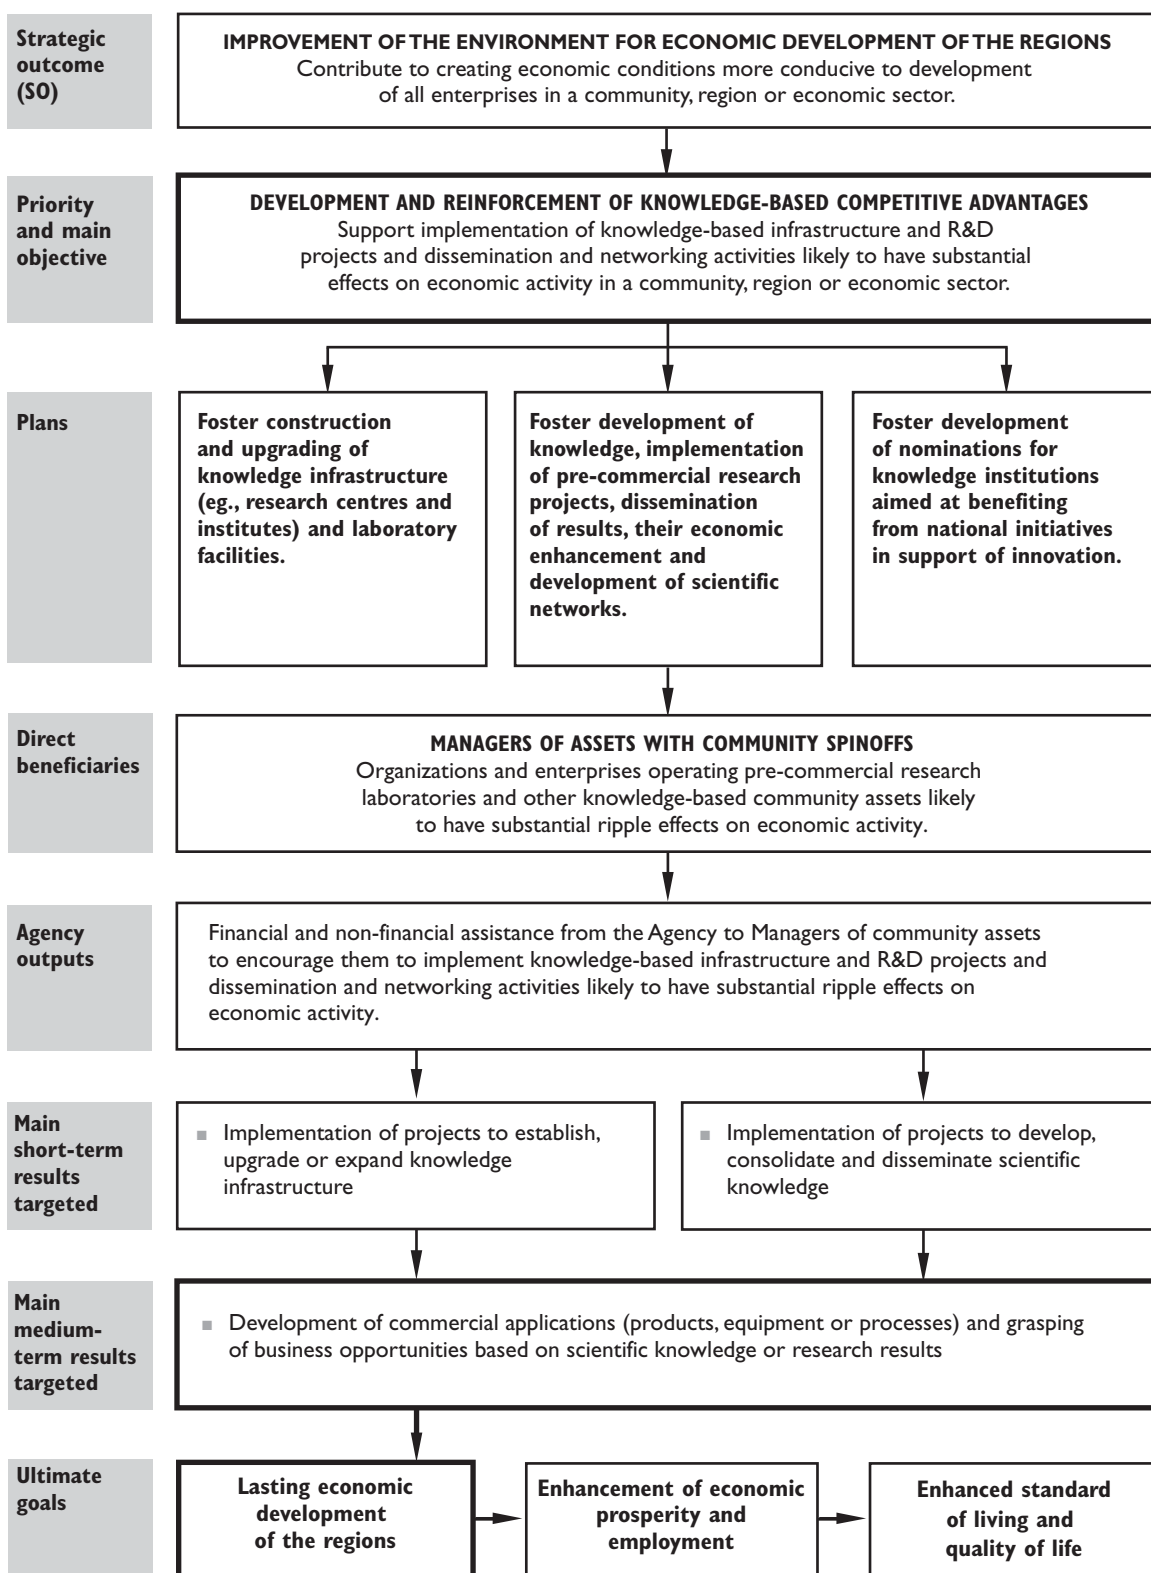 Strategic
outcome
(SO)
IMPROVEMENT OF THE ENVIRONMENT FOR ECONOMIC DEVELOPMENT OF THE REGIONS
Contribute to creating economic conditions more conducive to development
of all enterprises in a community, region or economic sector.
Priority
and main
objective
DEVELOPMENT AND REINFORCEMENT OF KNOWLEDGE-BASED COMPETITIVE ADVANTAGES
Support implementation of knowledge-based infrastructure and R&D
projects and dissemination and networking activities likely to have substantial
effects on economic activity in a community, region or economic sector.
Plans
Foster construction
and upgrading of
knowledge infrastructure
(eg., research centres and
institutes) and laboratory
facilities.
Foster development of
knowledge, implementation
of pre-commercial research
projects, dissemination
of results, their economic
enhancement and
development of scientific
networks.
Foster development
of nominations for
knowledge institutions
aimed at benefiting
from national initiatives
in support of innovation.
Direct
beneficiaries
MANAGERS OF ASSETS WITH COMMUNITY SPINOFFS
Organizations and enterprises operating pre-commercial research
laboratories and other knowledge-based community assets likely
to have substantial ripple effects on economic activity.
Agency
outputs
Financial and non-financial assistance from the Agency to Managers of community assets
to encourage them to implement knowledge-based infrastructure and R&D projects and
dissemination and networking activities likely to have substantial ripple effects on
economic activity.
Main
short-term
results
targeted
■ Implementation of projects to establish,
upgrade or expand knowledge
infrastructure
■ Implementation of projects to develop,
consolidate and disseminate scientific
knowledge
Main
medium-
term results
targeted
■ Development of commercial applications (products, equipment or processes) and grasping
of business opportunities based on scientific knowledge or research results
Ultimate
goals
Lasting economic
development
of the regions
Enhancement of economic
prosperity and
employment
Enhanced standard
of living and
quality of life